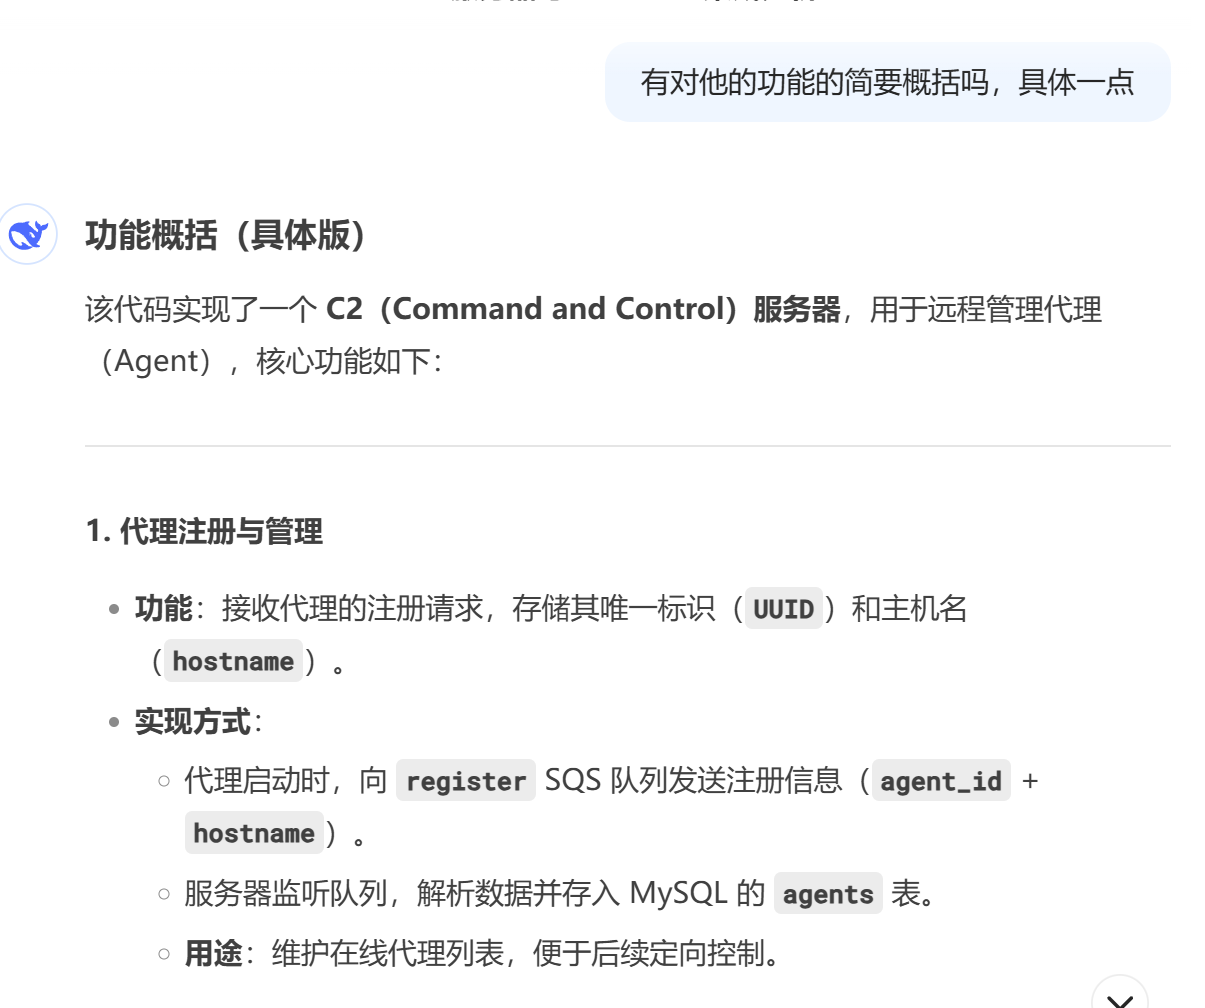 有对他的功能的简要概括吗，具体一点
功能概括（具体版）
该代码实现了一个 C2（Command and Control）服务器，用于远程管理代理
（Agent），核心功能如下：
1. 代理注册与管理
功能：接收代理的注册请求，存储其唯一标识（UUID）和主机名
（hostname）。
实现方式：
代理启动时，向 register SQS 队列发送注册信息（agent_id +
hostname）。
服务器监听队列，解析数据并存入 MySQL 的 agents 表。
用途：维护在线代理列表，便于后续定向控制。